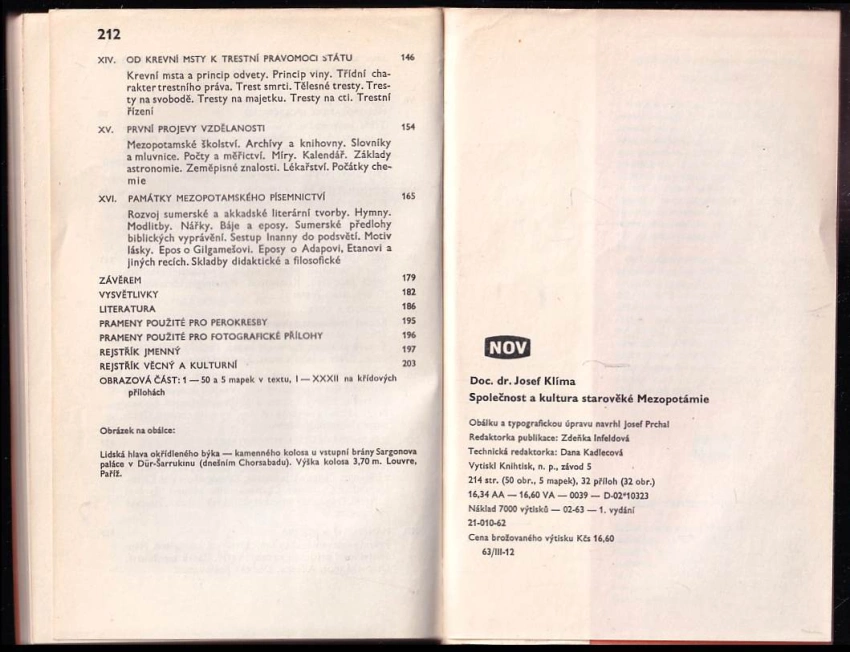 212
XIV. OD KREVNÍ MSTY K TRESTNÍ PRAVOMOCI STÁTU 146
Krevní msta a princip odvety. Princip viny. Třídní cha-
rakter trestního práva. Trest smrti. Tělesné tresty. Tres-
ty na svobodě. Tresty na majetku. Tresty na cti. Trestní
řízení
XV. PRVNÍ PROJEVY VZDĚLANOSTI 154
Mezopotamské školství. Archívy a knihovny. Slovníky
a mluvnice. Počty a měřictví. Míry. Kalendář. Základy
astronomie. Zeměpisné znalosti. Lékařství. Počátky che-
mie
XVI. PAMÁTKY MEZOPOTAMSKÉHO PÍSEMNICTVÍ 165
Rozvoj sumerské a akkadské literární tvorby. Hymny.
Modlitby. Nářky. Báje a eposy. Sumerské předlohy
biblických vyprávění. Sestup Inanny do podsvětí. Motiv
lásky. Epos o Gilgamešovi. Eposy o Adapovi, Etanovi a
jiných recích. Skladby didaktické a filosofické
ZÁVĚREM 179
VYSVĚTLIVKY 182
LITERATURA 186
PRAMENY POUŽITÉ PRO PEROKRESBY 195
PRAMENY POUŽITÉ PRO FOTOGRAFICKÉ PŘÍLOHY 196
REJSTŘÍK JMENNÝ 197
REJSTŘÍK VĚCNÝ A KULTURNÍ 203
OBRAZOVÁ ČÁST: 1 — 50 a 5 mapek v textu, I — XXXII na křídových
přílohách
Obrázek na obálce:
Lidská hlava okřídleného býka — kamenného kolosa u vstupní brány Sargonova
paláce v Dūr-Šarrukínu (dnešním Chorsabadu). Výška kolosa 3,70 m. Louvre,
Paříž.
NOV
Doc. dr. Josef Klíma
Společnost a kultura starověké Mezopotámie
Obálku a typografickou úpravu navrhl Josef Prchal
Redaktorka publikace: Zdeňka Infeldová
Technická redaktorka: Dana Kadlecová
Vytiskl Knihtisk, n. p., závod 5
214 str. (50 obr., 5 mapek), 32 příloh (32 obr.)
16,34 AA — 16,60 VA — 0039 — D-02*10323
Náklad 7000 výtisků — 02-63 — 1. vydání
21-010-62
Cena brožovaného výtisku Kčs 16,60
63/III-12